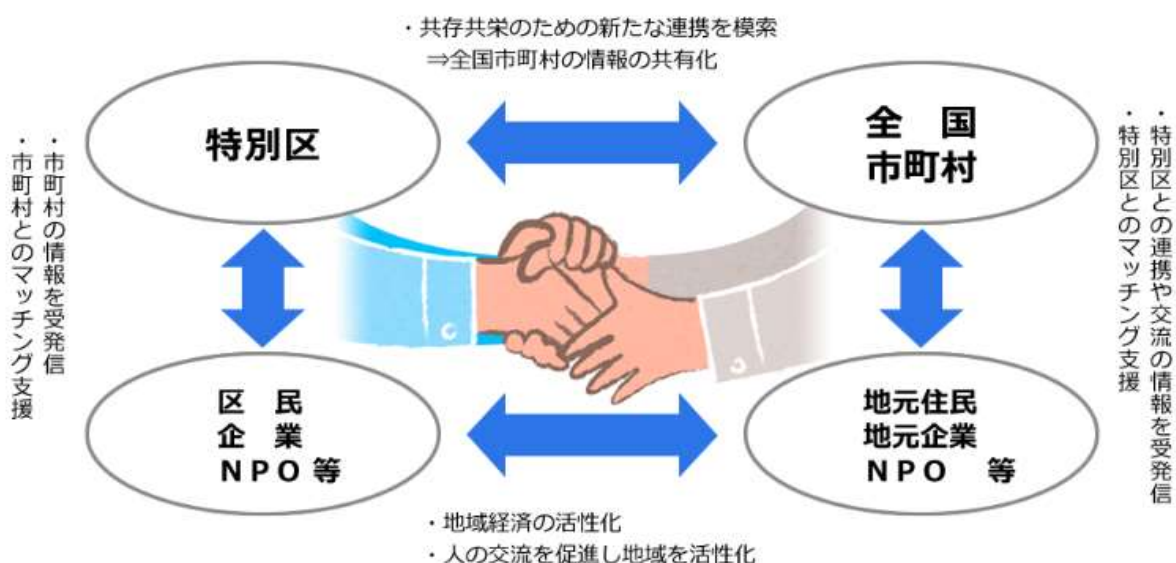 ・共存共栄のための新たな連携を模索
⇒全国市町村の情報の共有化
特別区
全　国
市町村
・市町村の情報を受発信
・市町村とのマッチング支援
・特別区との連携や交流の情報を受発信
・特別区とのマッチング支援
区　民
企　業
ＮＰＯ 等
地元住民
地元企業
ＮＰＯ　等
・地域経済の活性化
・人の交流を促進し地域を活性化